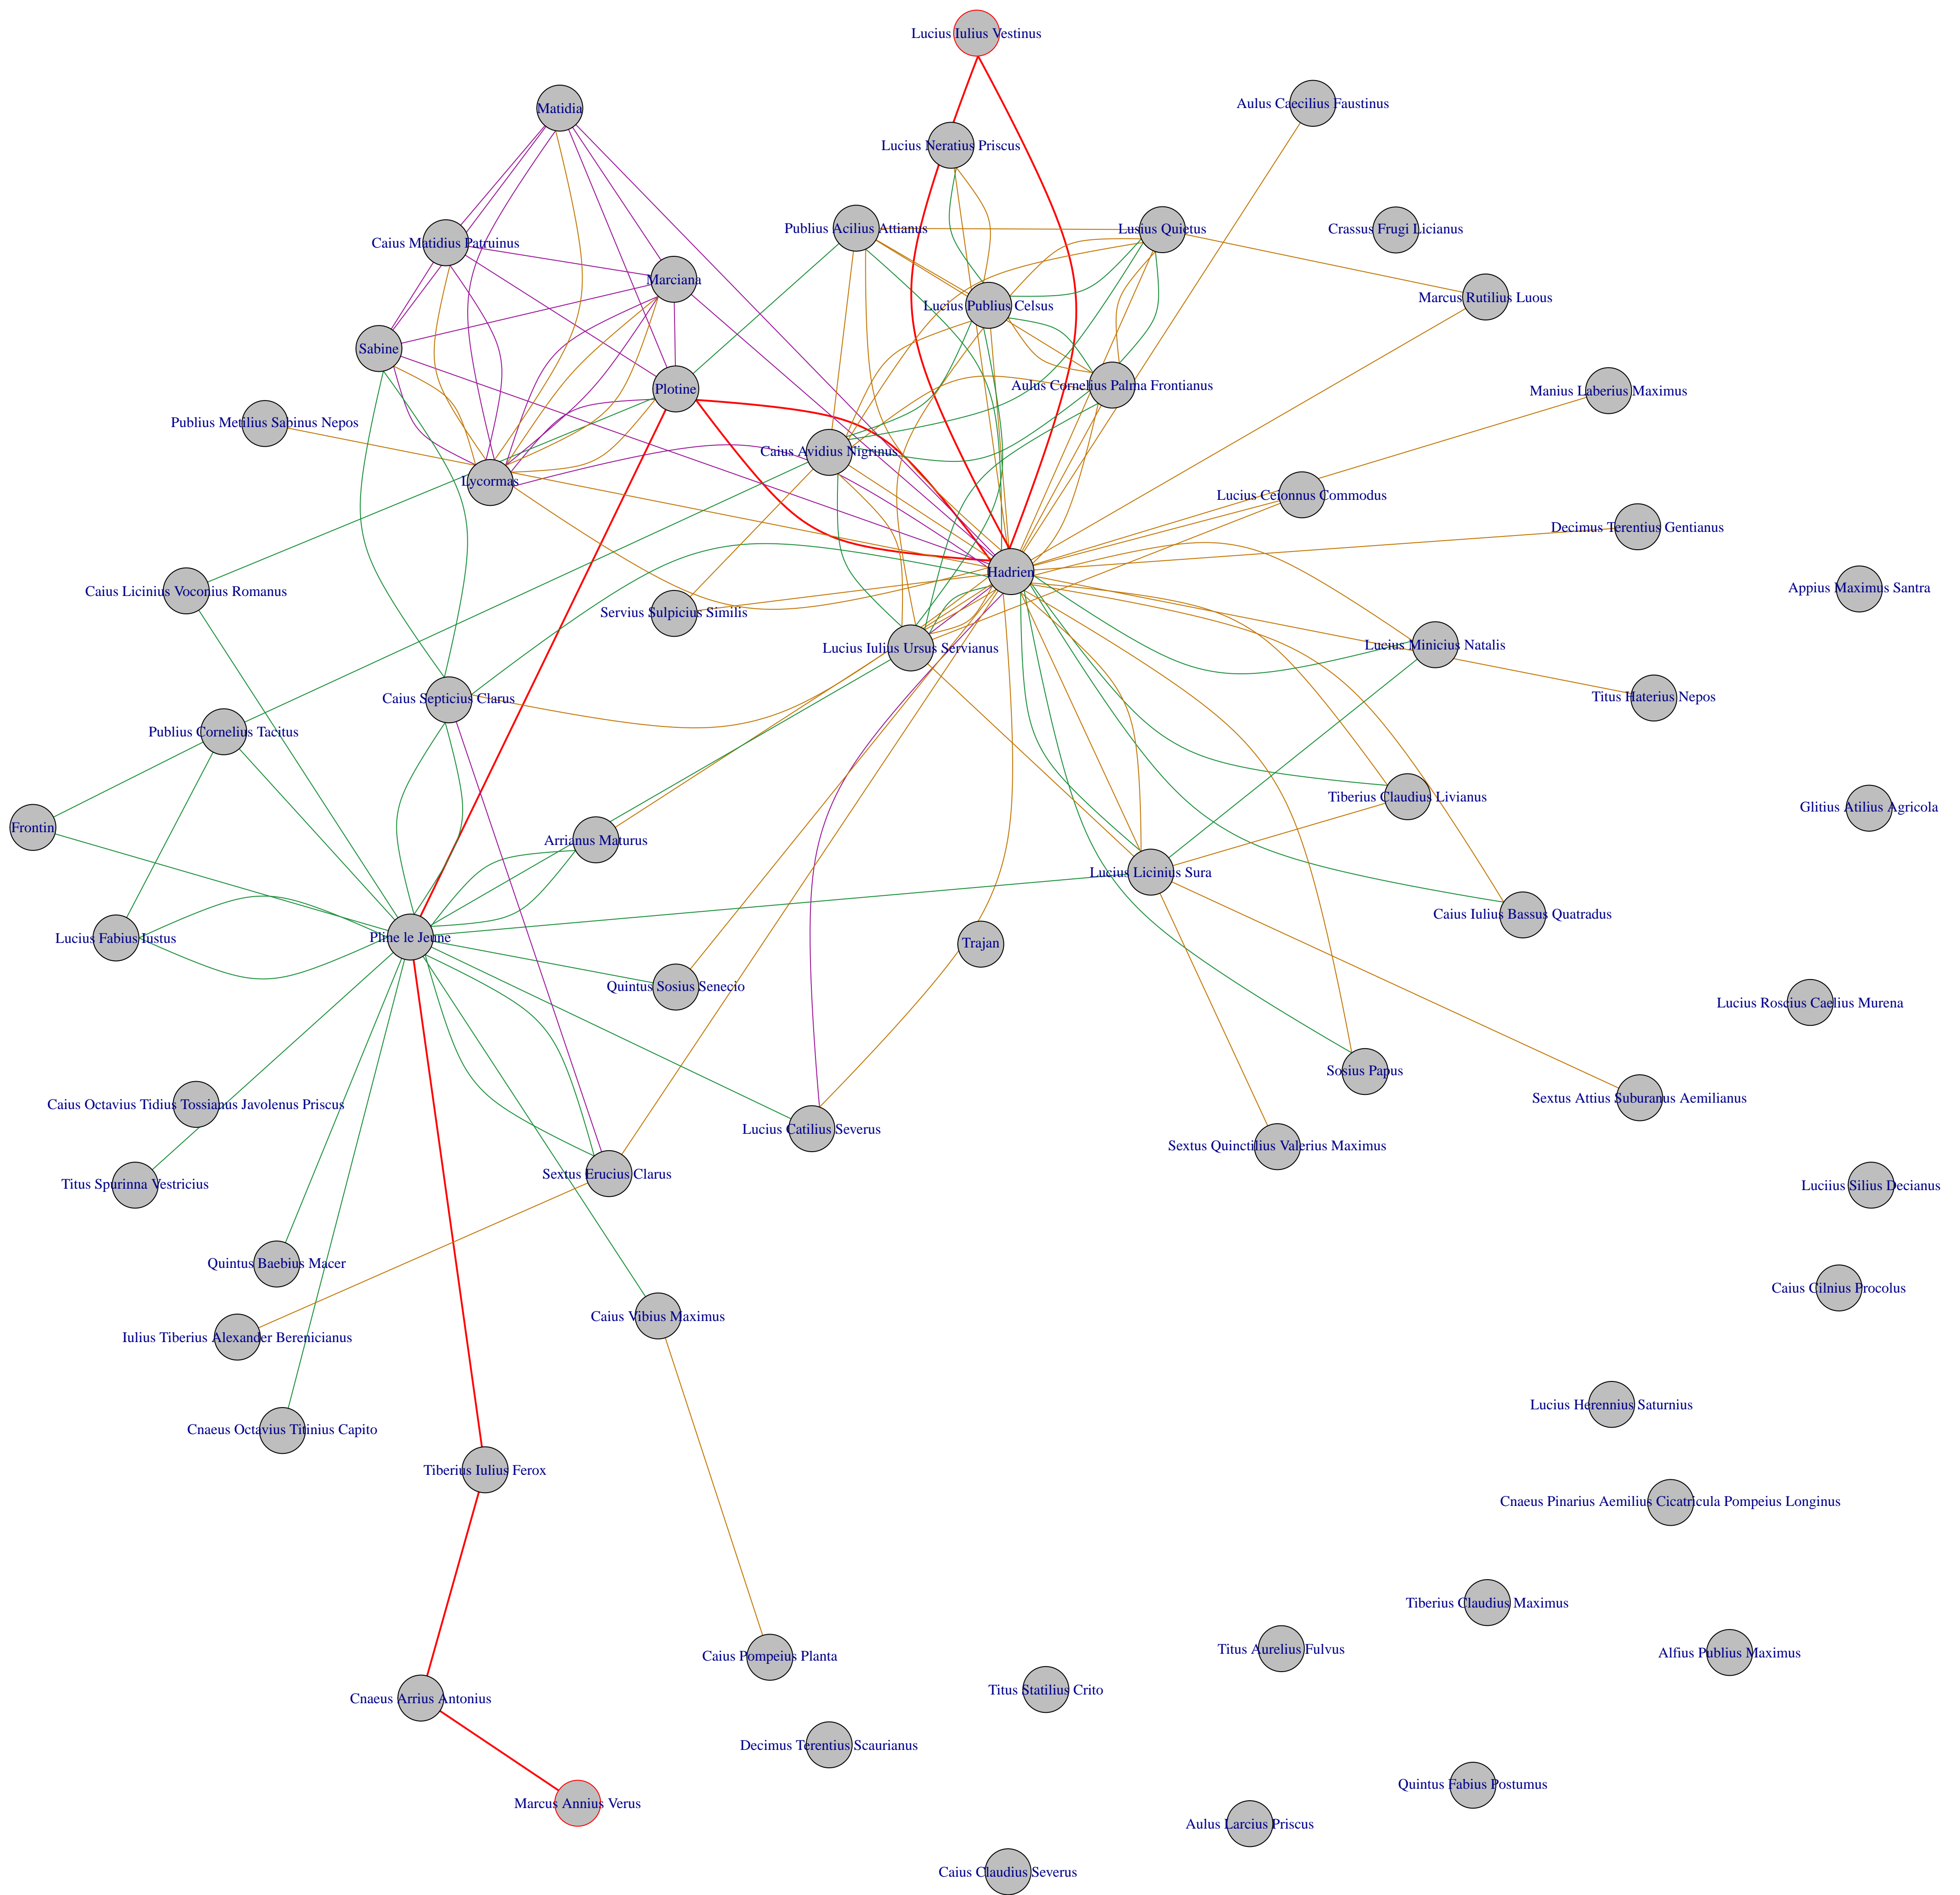 Lucius Iulius Vestinus
Aulus Caecilius Faustinus
Matidia
Lucius Neratius Priscus
Publius Acilius Attianus
Lusius Quietus
Crassus Frugi Licianus
Caius Matidius Patruinus
Marciana
Marcus Rutilius Luous
Lucius Publius Celsus
Sabine
Plotine
Aulus Cornelius Palma Frontianus
Manius Laberius Maximus
Publius Metilius Sabinus Nepos
Caius Avidius Nigrinus
Lycormas
Lucius Ceionnus Commodus
Decimus Terentius Gentianus
Hadrien
Caius Licinius Voconius Romanus
Appius Maximus Santra
Servius Sulpicius Similis
Lucius Iulius Ursus Servianus
Lucius Minicius Natalis
Caius Septicius Clarus
Titus Haterius Nepos
Publius Cornelius Tacitus
Tiberius Claudius Livianus
Glitius Atilius Agricola
Frontin
Arrianus Maturus
Lucius Licinius Sura
Caius Iulius Bassus Quatradus
Lucius Fabius Iustus
Pline le Jeune
Trajan
Quintus Sosius Senecio
Lucius Roscius Caelius Murena
Sosius Papus
Sextus Attius Suburanus Aemilianus
Caius Octavius Tidius Tossianus Javolenus Priscus
Lucius Catilius Severus
Sextus Quinctilius Valerius Maximus
Sextus Erucius Clarus
Titus Spurinna Vestricius
Luciius Silius Decianus
Quintus Baebius Macer
Caius Cilnius Procolus
Caius Vibius Maximus
Iulius Tiberius Alexander Berenicianus
Lucius Herennius Saturnius
Cnaeus Octavius Titinius Capito
Tiberius Iulius Ferox
Cnaeus Pinarius Aemilius Cicatricula Pompeius Longinus
Tiberius Claudius Maximus
Titus Aurelius Fulvus
Alfius Publius Maximus
Caius Pompeius Planta
Titus Statilius Crito
Cnaeus Arrius Antonius
Decimus Terentius Scaurianus
Quintus Fabius Postumus
Marcus Annius Verus
Aulus Larcius Priscus
Caius Claudius Severus